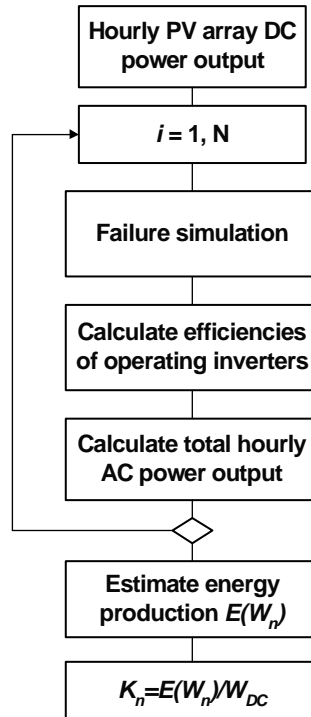 Hourly PV array DC
power output
i = 1, N
Failure simulation
Calculate efficiencies
of operating inverters
Calculate total hourly
AC power output
Estimate energy
production E(Wn)
Kn=E(Wn)/WDC